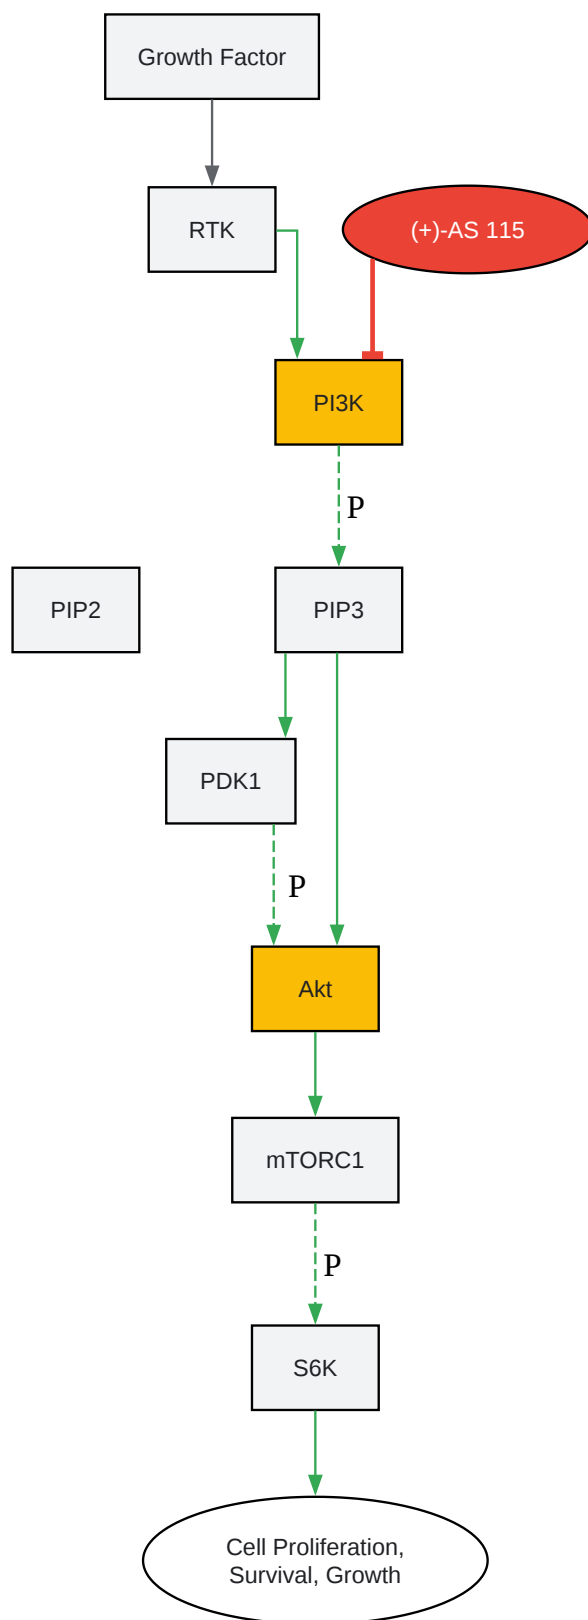 Growth Factor
RTK
(+)-AS 115
PI3K
P
PIP2
PIP3
PDK1
P
Akt
mTORC1
P
S6K
Cell Proliferation,
Survival, Growth